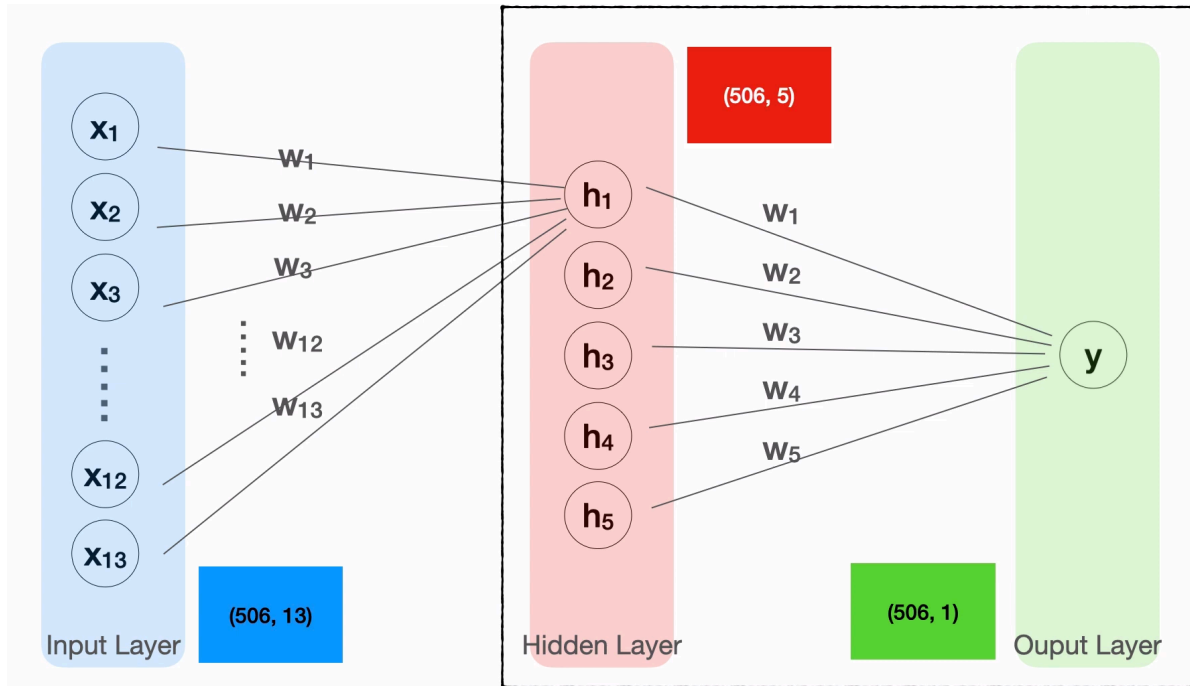 x₁
x₂
x₃
x₁₂
x₁₃
Input Layer
(506, 13)
w₁
w₂
w₃
w₁₂
w₁₃
h₁
h₂
h₃
h₄
h₅
Hidden Layer
(506, 5)
w₁
w₂
w₃
w₄
w₅
(506, 1)
y
Ouput Layer